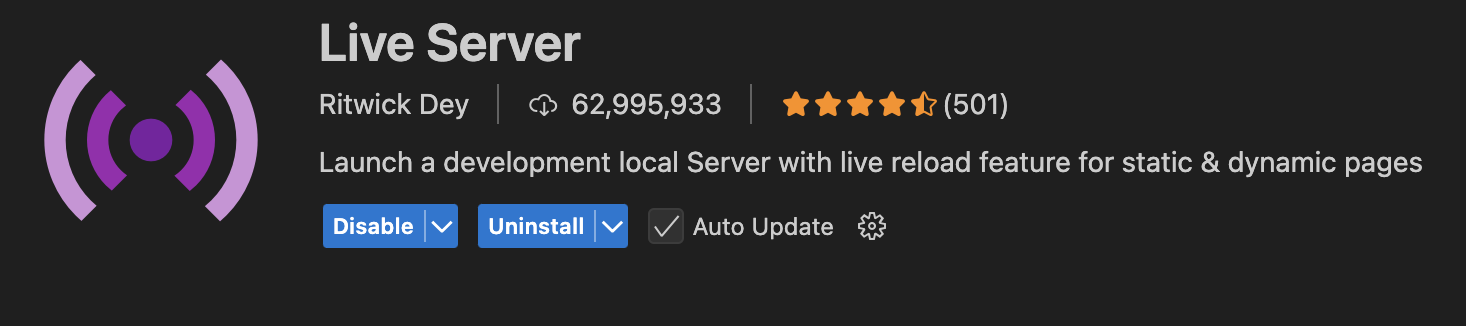 Live Server
Ritwick Dey 62,995,933 (501)
Launch a development local Server with live reload feature for static & dynamic pages
Disable Uninstall Auto Update